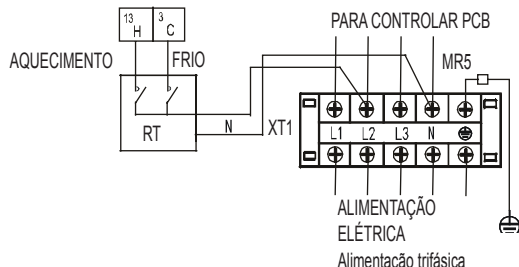 13 3
H C
PARA CONTROLAR PCB
AQUECIMENTO FRIO MR5
RT N XT1 L1 L2 L3 N
ALIMENTAÇÃO
ELÉTRICA
Alimentação trifásica